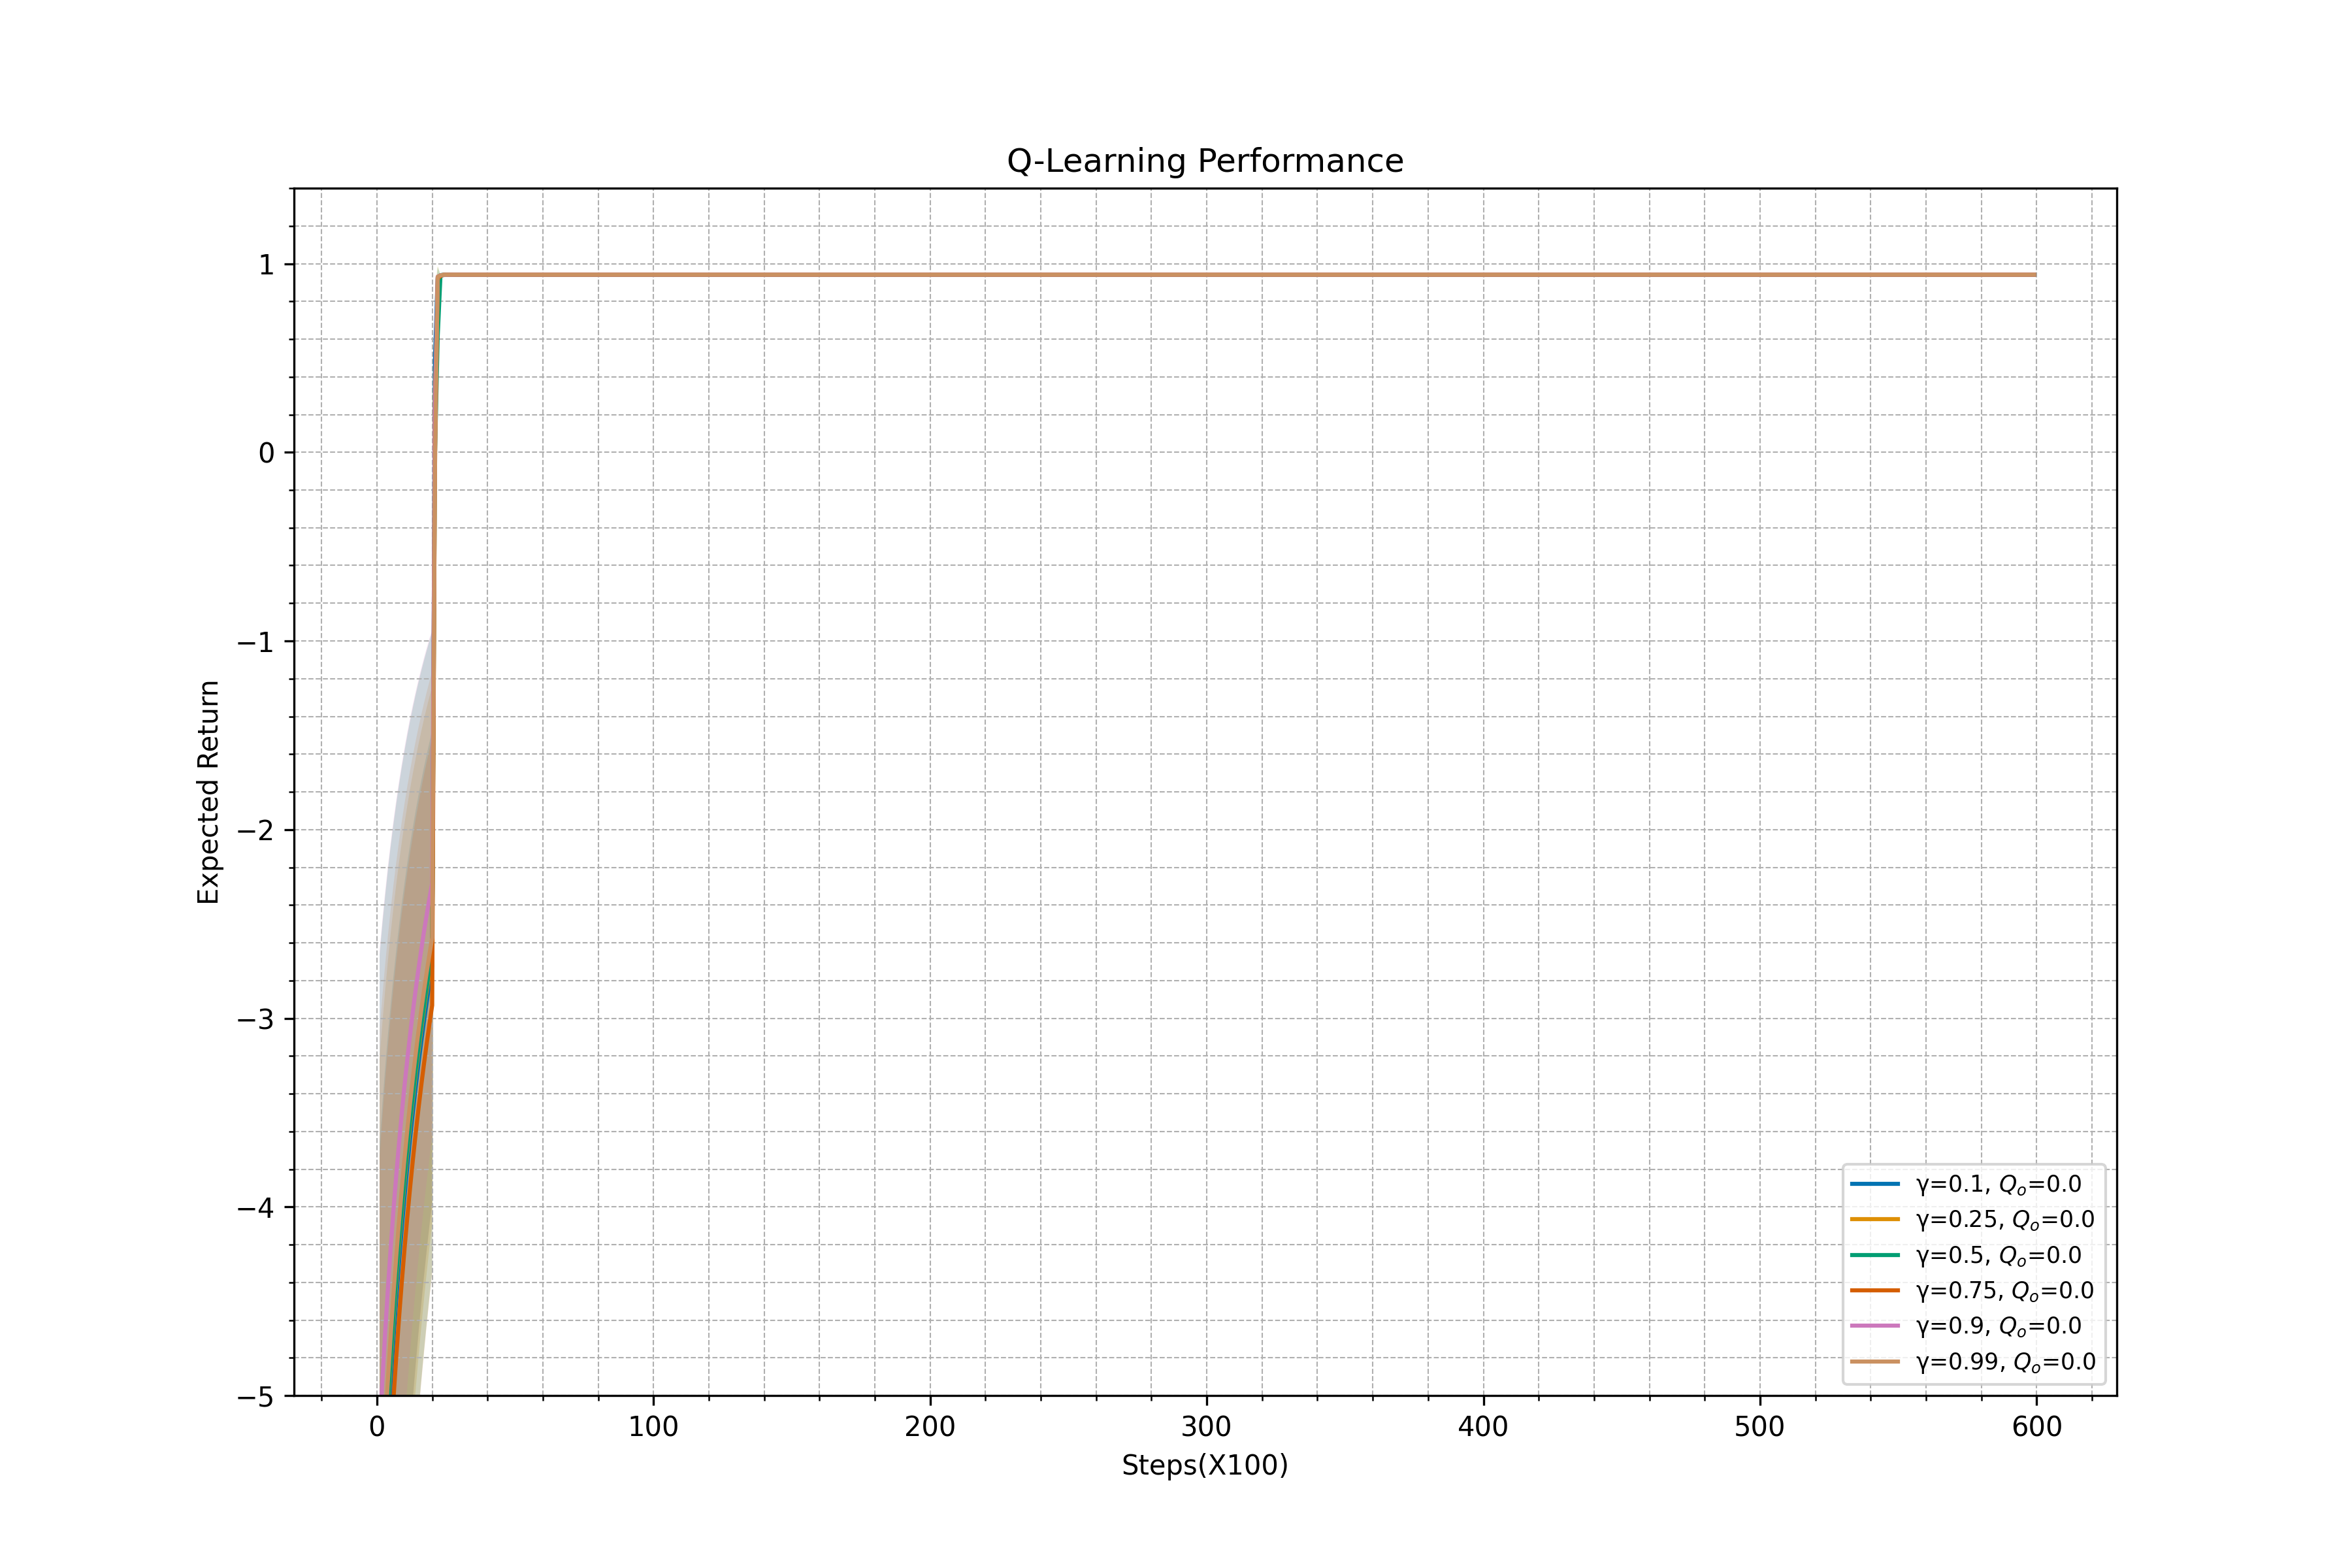 Q-Learning Performance
Expected Return
1
0
−1
−2
−3
−4
−5
0 100 200 300 400 500 600
Steps(X100)
γ=0.1, Qₒ=0.0
γ=0.25, Qₒ=0.0
γ=0.5, Qₒ=0.0
γ=0.75, Qₒ=0.0
γ=0.9, Qₒ=0.0
γ=0.99, Qₒ=0.0